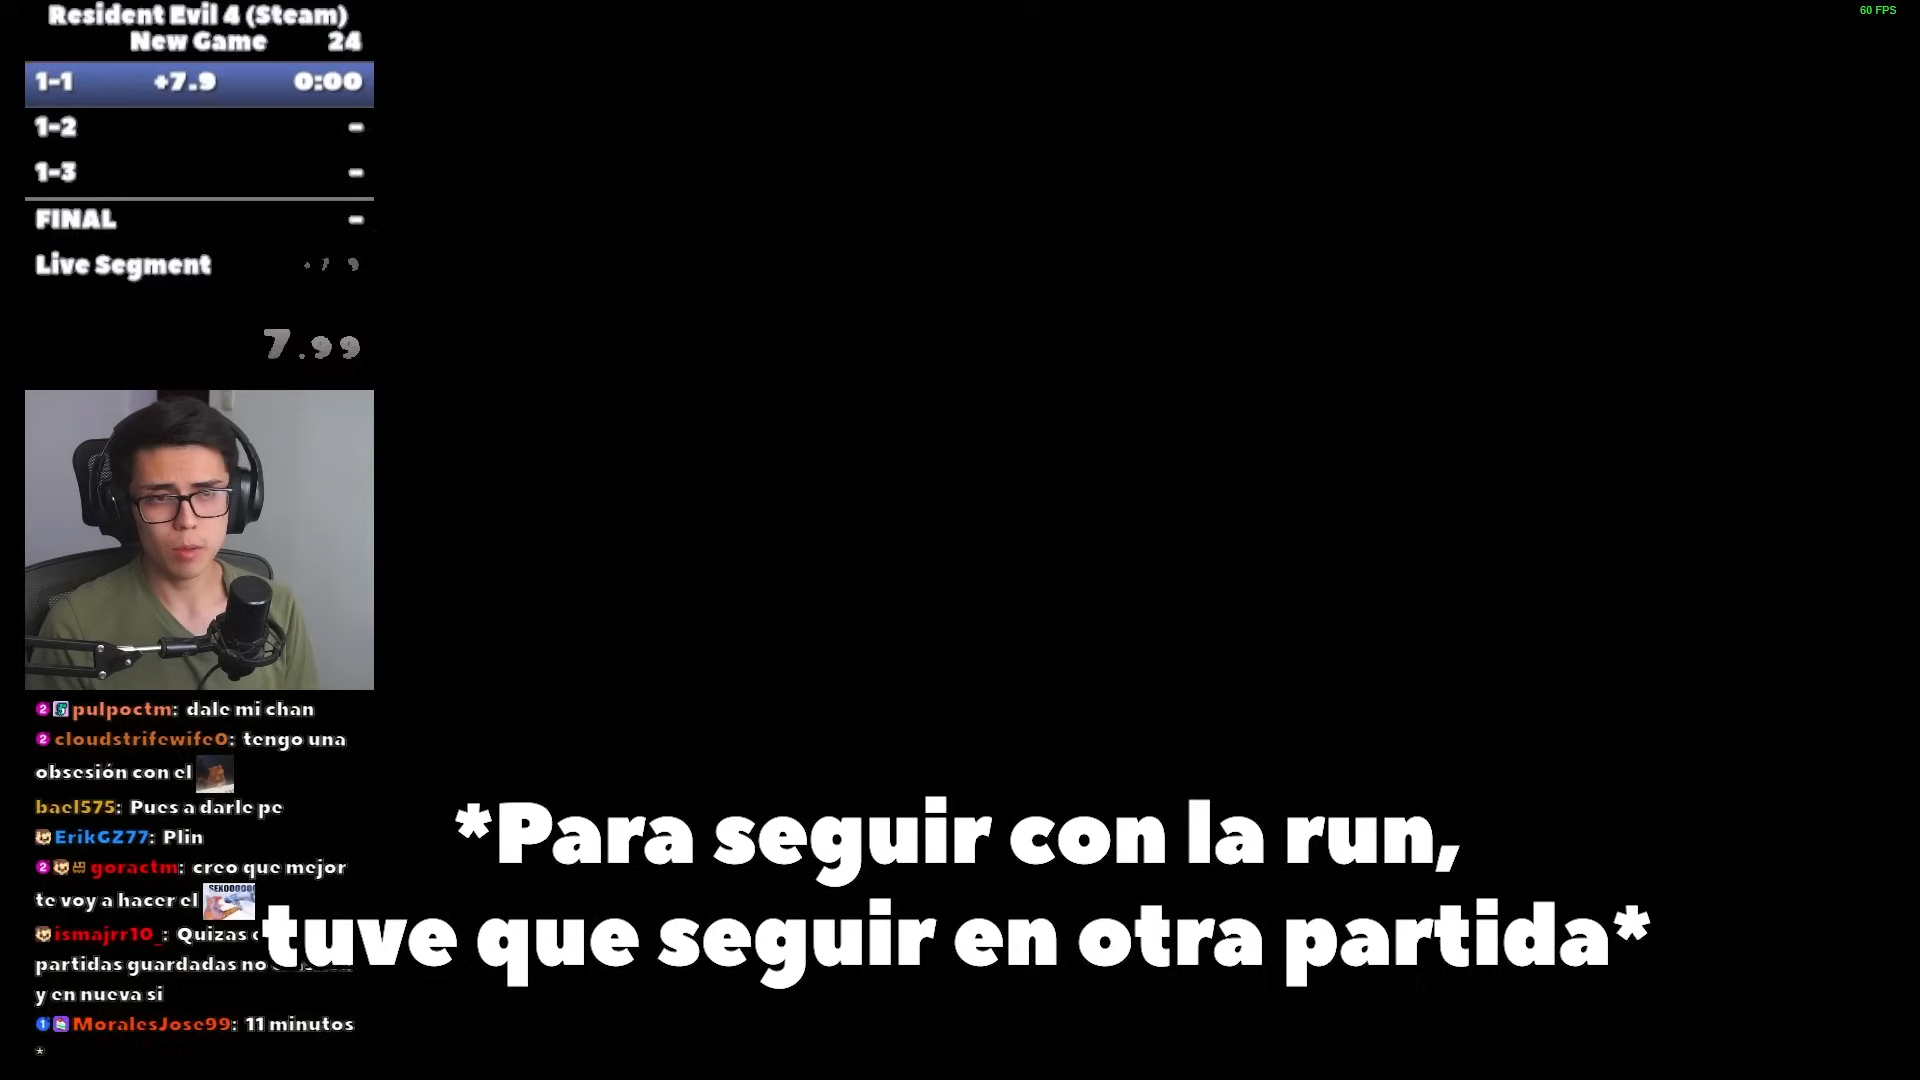 Resident Evil 4 (Steam)
New Game 24
60 FPS
1-1 +7.9 0:00
1-2 -
1-3 -
FINAL -
Live Segment
7.99
pulpoctm: dale mi chan
cloudstrifewife0: tengo una
obsesión con el
bael575: Pues a darle pe
ErikGZ77: Plin
goractm: creo que mejor
te voy a hacer el
ismajrr10_: Quizas
partidas guardadas no
y en nueva si
MoralesJose99: 11 minutos
*
*Para seguir con la run,
tuve que seguir en otra partida*